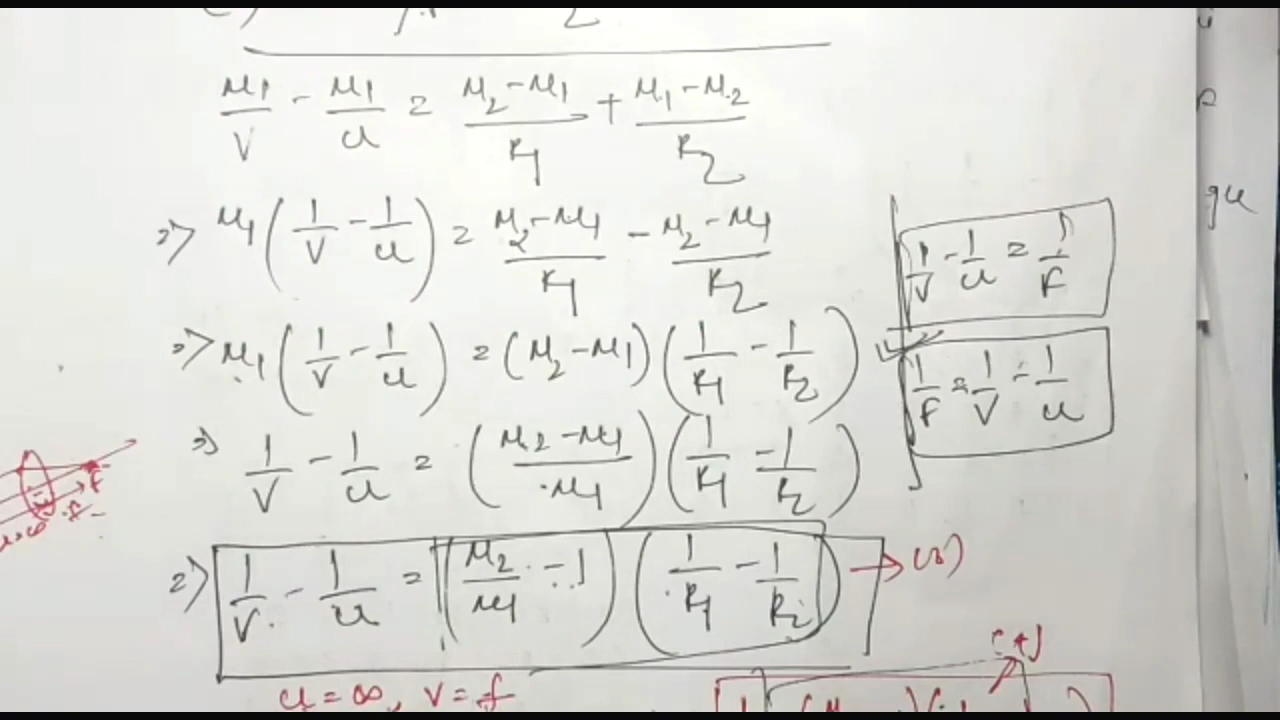 μ₁/v - μ₁/u = (μ₂-μ₁)/R₁ + (μ₁-μ₂)/R₂
⇒ μ₁(1/v - 1/u) = (μ₂-μ₁)/R₁ - (μ₂-μ₁)/R₂
⇒ μ₁(1/v - 1/u) = (μ₂-μ₁)(1/R₁ - 1/R₂)
⇒ 1/v - 1/u = ((μ₂-μ₁)/μ₁)(1/R₁ - 1/R₂)
⇒ 1/v - 1/u = (μ₂/μ₁ - 1)(1/R₁ - 1/R₂) → (3)
u = ∞, v = f
1/v - 1/u = 1/F
1/F = 1/v - 1/u
F
f